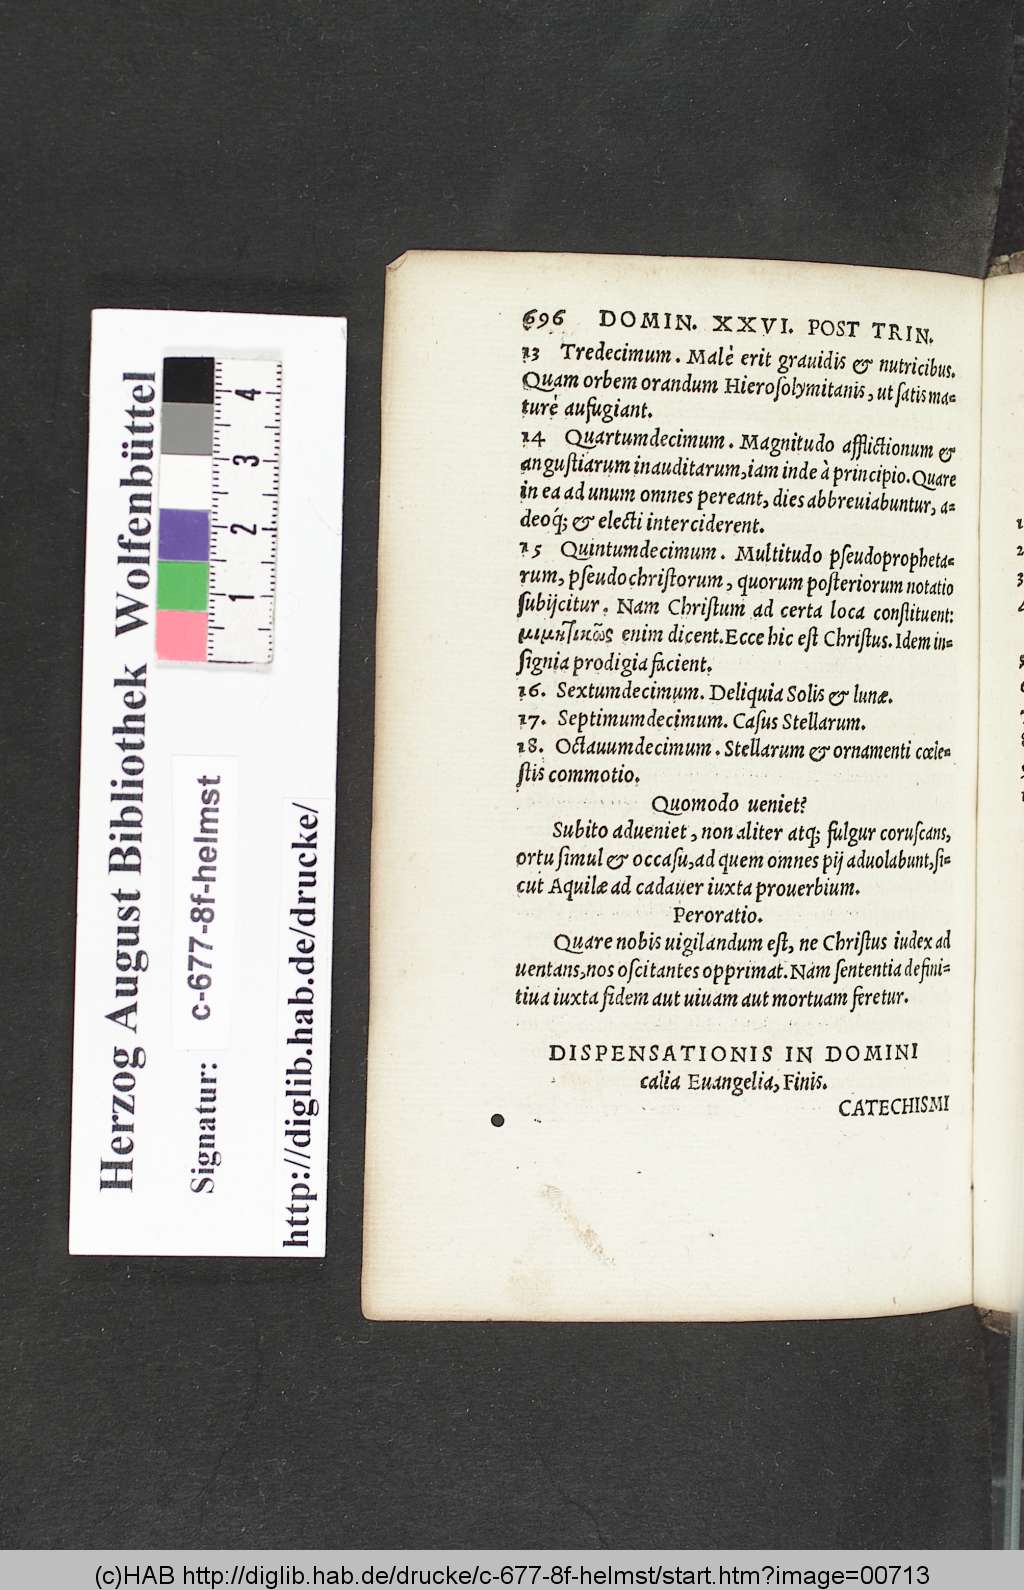 696 DOMIN. XXVI. POST TRIN.
13 Tredecimum. Malè erit grauidis & nutricibus.
Quam orbem orandum Hierosolymitanis, ut satis ma=
turè aufugiant.
14 Quartumdecimum. Magnitudo afflictionum &
angustiarum inauditarum, iam inde à principio. Quare
in ea ad unum omnes pereant, dies abbreuiabuntur, a=
deoq́; & electi interciderent.
15 Quintumdecimum. Multitudo pseudopropheta=
rum, pseudochristorum, quorum posteriorum notatio
subijcitur. Nam Christum ad certa loca constituent:
μιμητικῶς enim dicent. Ecce hic est Christus. Idem in=
signia prodigia facient.
16. Sextumdecimum. Deliquia Solis & lunæ.
17. Septimumdecimum. Casus Stellarum.
18. Octauumdecimum. Stellarum & ornamenti cœle=
stis commotio.
Quomodo ueniet?
Subito adueniet, non aliter atq; fulgur coruscans,
ortu simul & occasu, ad quem omnes pij aduolabunt, si=
cut Aquilæ ad cadauer iuxta prouerbium.
Peroratio.
Quare nobis uigilandum est, ne Christus iudex ad
uentans, nos oscitantes opprimat. Nam sententia defini=
tiua iuxta fidem aut uiuam aut mortuam feretur.
DISPENSATIONIS IN DOMINI
calia Euangelia, Finis.
CATECHISMI
Herzog August Bibliothek Wolfenbüttel
Signatur: c-677-8f-helmst
http://diglib.hab.de/drucke/
1 2 3 4
(c)HAB http://diglib.hab.de/drucke/c-677-8f-helmst/start.htm?image=00713